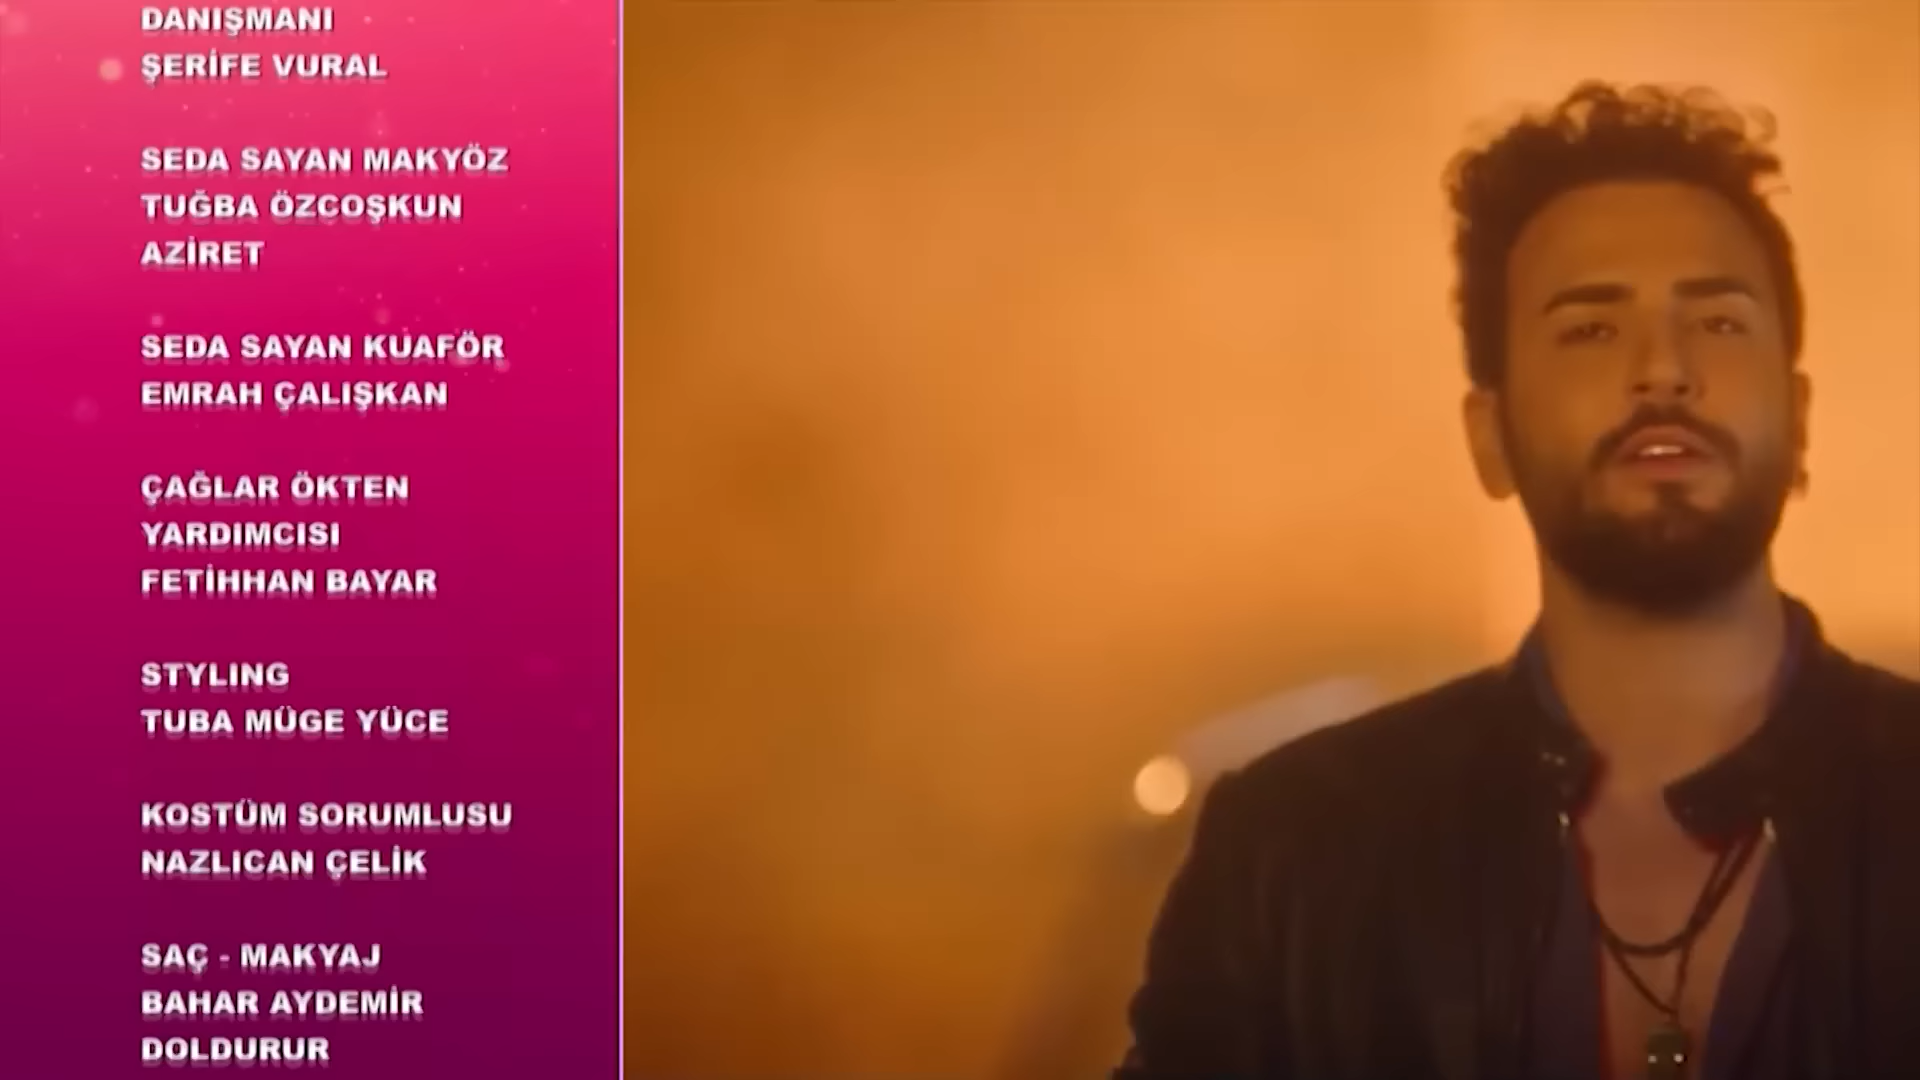 DANIŞMANI
ŞERİFE VURAL
SEDA SAYAN MAKYÖZ
TUĞBA ÖZCOŞKUN
AZİRET
SEDA SAYAN KUAFÖR
EMRAH ÇALIŞKAN
ÇAĞLAR ÖKTEN
YARDIMCISI
FETİHHAN BAYAR
STYLING
TUBA MÜGE YÜCE
KOSTÜM SORUMLUSU
NAZLICAN ÇELİK
SAÇ - MAKYAJ
BAHAR AYDEMİR
DOLDURUR